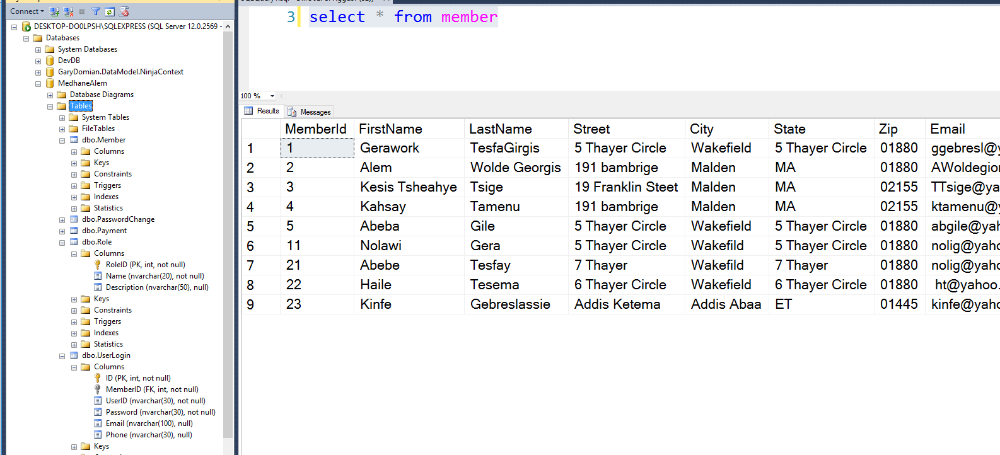 Connect
DESKTOP-DO0LPSH\SQLEXPRESS (SQL Server 12.0.2569 -
Databases
System Databases
DevDB
GaryDomian.DataModel.NinjaContext
MedhaneAlem
Database Diagrams
Tables
System Tables
FileTables
dbo.Member
Columns
Keys
Constraints
Triggers
Indexes
Statistics
dbo.PasswordChange
dbo.Payment
dbo.Role
Columns
RoleID (PK, int, not null)
Name (nvarchar(20), not null)
Description (nvarchar(50), null)
Keys
Constraints
Triggers
Indexes
Statistics
dbo.UserLogin
Columns
ID (PK, int, not null)
MemberID (FK, int, not null)
UserID (nvarchar(30), not null)
Password (nvarchar(30), not null)
Email (nvarchar(100), null)
Phone (nvarchar(30), null)
Keys
3 select * from member
100 %
Results Messages
MemberId FirstName LastName Street City State Zip Email
1 1 Gerawork TesfaGirgis 5 Thayer Circle Wakefield 5 Thayer Circle 01880 ggebresl@y
2 2 Alem Wolde Georgis 191 bambrige Malden MA 01880 AWoldegior
3 3 Kesis Tsheahye Tsige 19 Franklin Steet Malden MA 02155 TTsige@ya
4 4 Kahsay Tamenu 191 bambrige Malden MA 02155 ktamenu@y
5 5 Abeba Gile 5 Thayer Circle Wakefield 5 Thayer Circle 01880 abgile@yah
6 11 Nolawi Gera 5 Thayer Circle Wakefild 5 Thayer Circle 01880 nolig@yaho
7 21 Abebe Tesfay 7 Thayer Wakefild 7 Thayer 01880 nolig@yaho
8 22 Haile Tesema 6 Thayer Circle Wakefield 6 Thayer Circle 01880 ht@yahoo.
9 23 Kinfe Gebreslassie Addis Ketema Addis Abaa ET 01445 kinfe@yaho